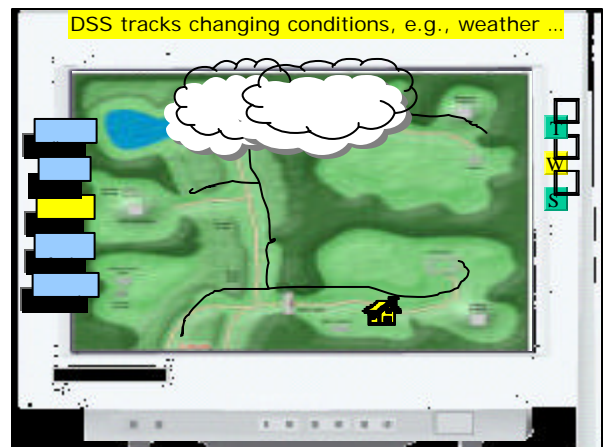 DSS tracks changing conditions, e.g., weather ...
T
W
S